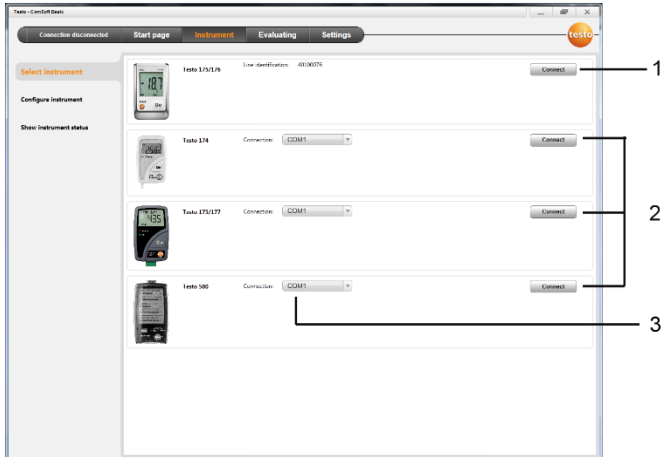 Testo - ComSoft Basic
Connection disconnected Start page Instrument Evaluating Settings testo
Select instrument
Configure instrument
Show instrument status
Testo 175/176 Line identification: 40100076 Connect 1
Testo 174 Connection: COM1 Connect
Testo 175/177 Connection: COM1 Connect 2
Testo 580 Connection: COM1 Connect
3